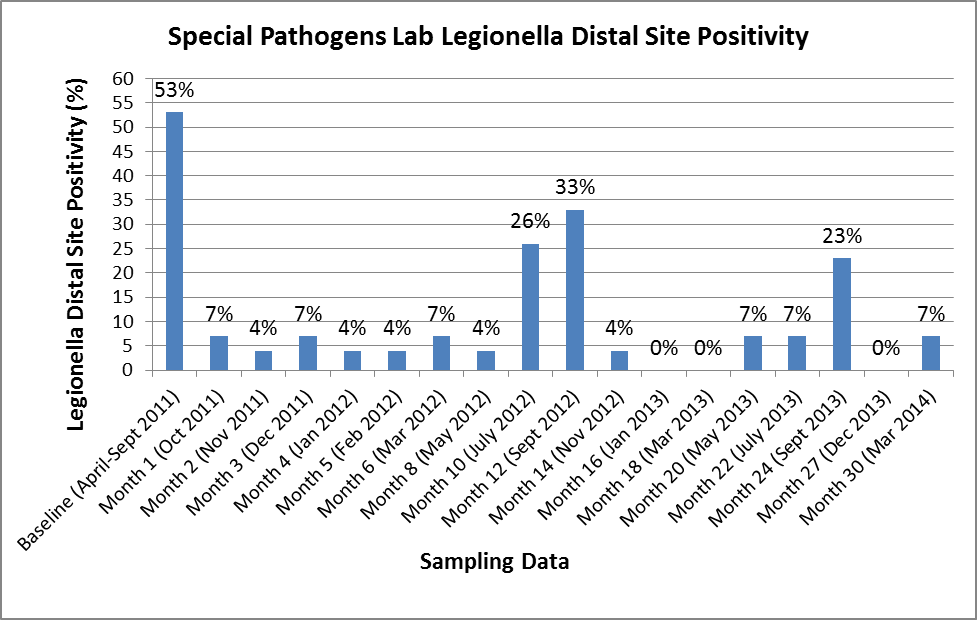 Special Pathogens Lab Legionella Distal Site Positivity
Legionella Distal Site Positivity (%)
60
55
50
45
40
35
30
25
20
15
10
5
0
53%
7%
4%
7%
4%
4%
7%
4%
26%
33%
4%
0%
0%
7%
7%
23%
0%
7%
Baseline (April-Sept 2011)
Month 1 (Oct 2011)
Month 2 (Nov 2011)
Month 3 (Dec 2011)
Month 4 (Jan 2012)
Month 5 (Feb 2012)
Month 6 (Mar 2012)
Month 8 (May 2012)
Month 10 (July 2012)
Month 12 (Sept 2012)
Month 14 (Nov 2012)
Month 16 (Jan 2013)
Month 18 (Mar 2013)
Month 20 (May 2013)
Month 22 (July 2013)
Month 24 (Sept 2013)
Month 27 (Dec 2013)
Month 30 (Mar 2014)
Sampling Data